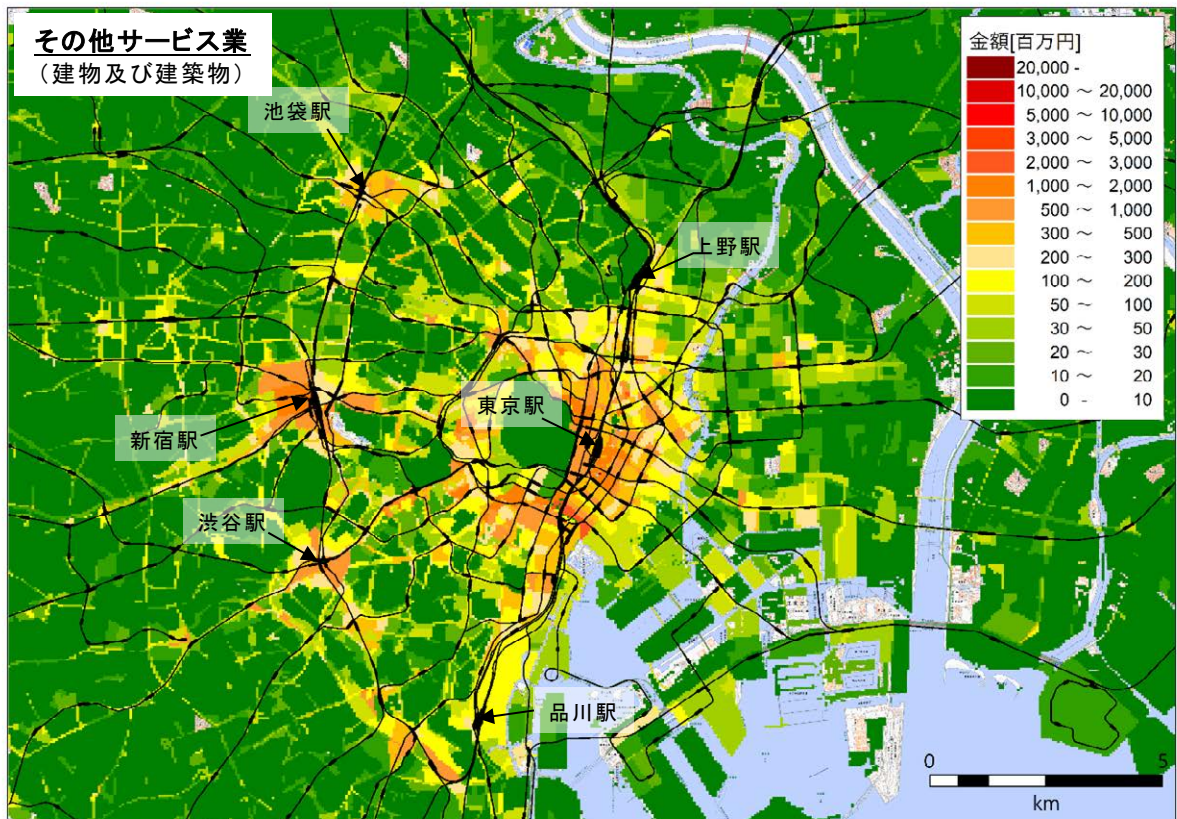 その他サービス業
（建物及び建築物）
金額[百万円]
20,000 -
10,000 ～ 20,000
5,000 ～ 10,000
3,000 ～ 5,000
2,000 ～ 3,000
1,000 ～ 2,000
500 ～ 1,000
300 ～ 500
200 ～ 300
100 ～ 200
50 ～ 100
30 ～ 50
20 ～ 30
10 ～ 20
0 - 10
池袋駅
上野駅
東京駅
新宿駅
渋谷駅
品川駅
0 5
km